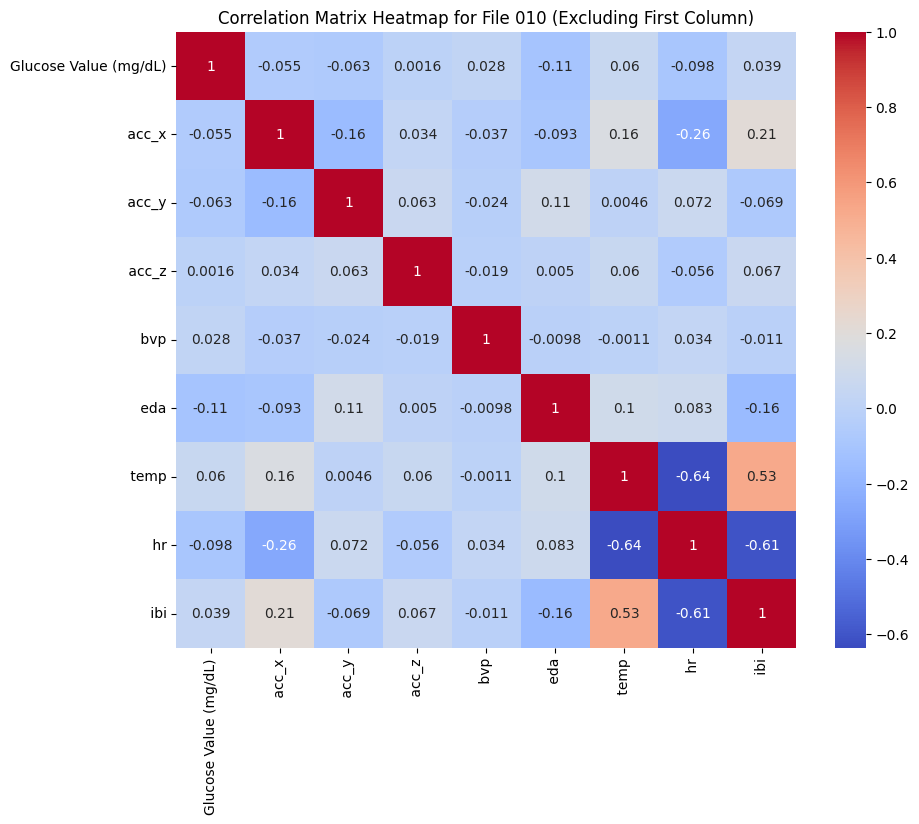 Correlation Matrix Heatmap for File 010 (Excluding First Column)
Glucose Value (mg/dL) 1 -0.055 -0.063 0.0016 0.028 -0.11 0.06 -0.098 0.039
acc_x -0.055 1 -0.16 0.034 -0.037 -0.093 0.16 -0.26 0.21
acc_y -0.063 -0.16 1 0.063 -0.024 0.11 0.0046 0.072 -0.069
acc_z 0.0016 0.034 0.063 1 -0.019 0.005 0.06 -0.056 0.067
bvp 0.028 -0.037 -0.024 -0.019 1 -0.0098 -0.0011 0.034 -0.011
eda -0.11 -0.093 0.11 0.005 -0.0098 1 0.1 0.083 -0.16
temp 0.06 0.16 0.0046 0.06 -0.0011 0.1 1 -0.64 0.53
hr -0.098 -0.26 0.072 -0.056 0.034 0.083 -0.64 1 -0.61
ibi 0.039 0.21 -0.069 0.067 -0.011 -0.16 0.53 -0.61 1
Glucose Value (mg/dL) acc_x acc_y acc_z bvp eda temp hr ibi
1.0
0.8
0.6
0.4
0.2
0.0
−0.2
−0.4
−0.6